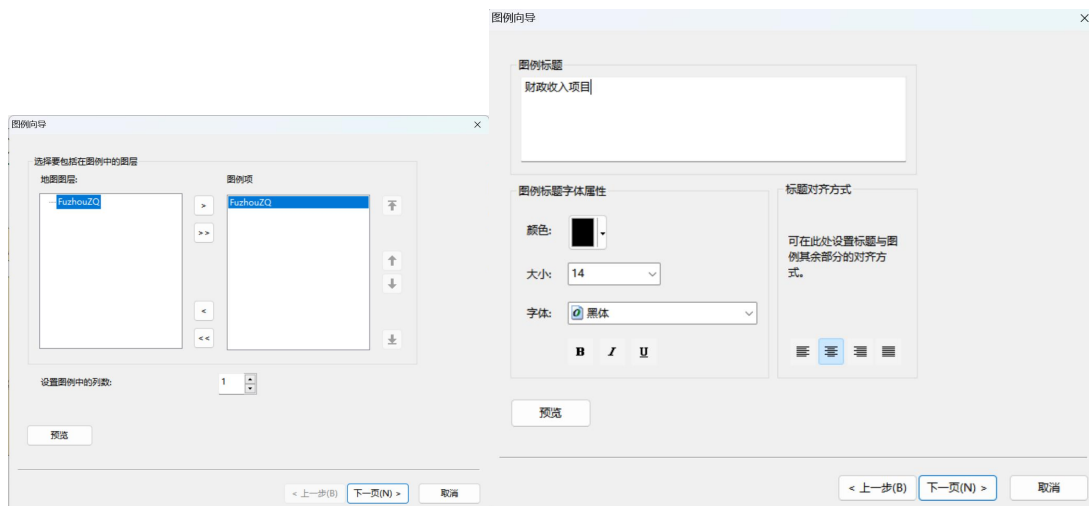 图例向导
选择要包括在图例中的图层
地图图层:
图例项
FuzhouZQ
FuzhouZQ
>
>>
<
<<
设置图例中的列数:
1
预览
< 上一步(B)
下一页(N) >
取消
图例向导
图例标题
财政收入项目
图例标题字体属性
颜色:
大小:
14
字体:
黑体
B I U
标题对齐方式
可在此处设置标题与图
例其余部分的对齐方
式。
预览
< 上一步(B)
下一页(N) >
取消